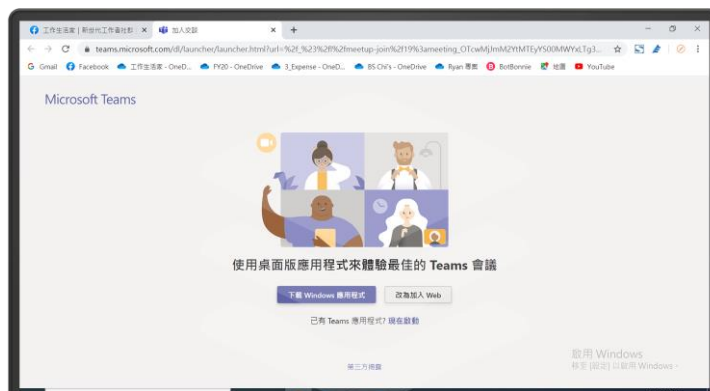 工作生活家 | 新世代工作者社群
加入交談
teams.microsoft.com/dl/launcher/launcher.html?url=%2f_%23%2fl%2fmeetup-join%2f19%3ameeting_OTcwMjJmM2YtMTEyYS00MWYxLTg3...
Gmail Facebook 工作生活家 - OneD... FY20 - OneDrive 3_Expense - OneD... BS Chi's - OneDrive Ryan 專案 BotBonnie 地圖 YouTube
Microsoft Teams
使用桌面版應用程式來體驗最佳的 Teams 會議
下載 Windows 應用程式 改為加入 Web
已有 Teams 應用程式? 現在啟動
第三方揭露
啟用 Windows
移至 [設定] 以啟用 Windows。